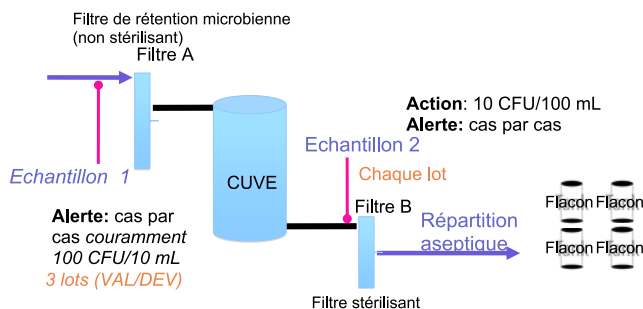 Filtre de rétention microbienne
(non stérilisant)
Filtre A
Echantillon 1
Alerte: cas par
cas couramment
100 CFU/10 mL
3 lots (VAL/DEV)
CUVE
Action: 10 CFU/100 mL
Alerte: cas par cas
Echantillon 2
Chaque lot
Filtre B
Répartition
aseptique
Filtre stérilisant
Flacon
Flacon
Flacon
Flacon